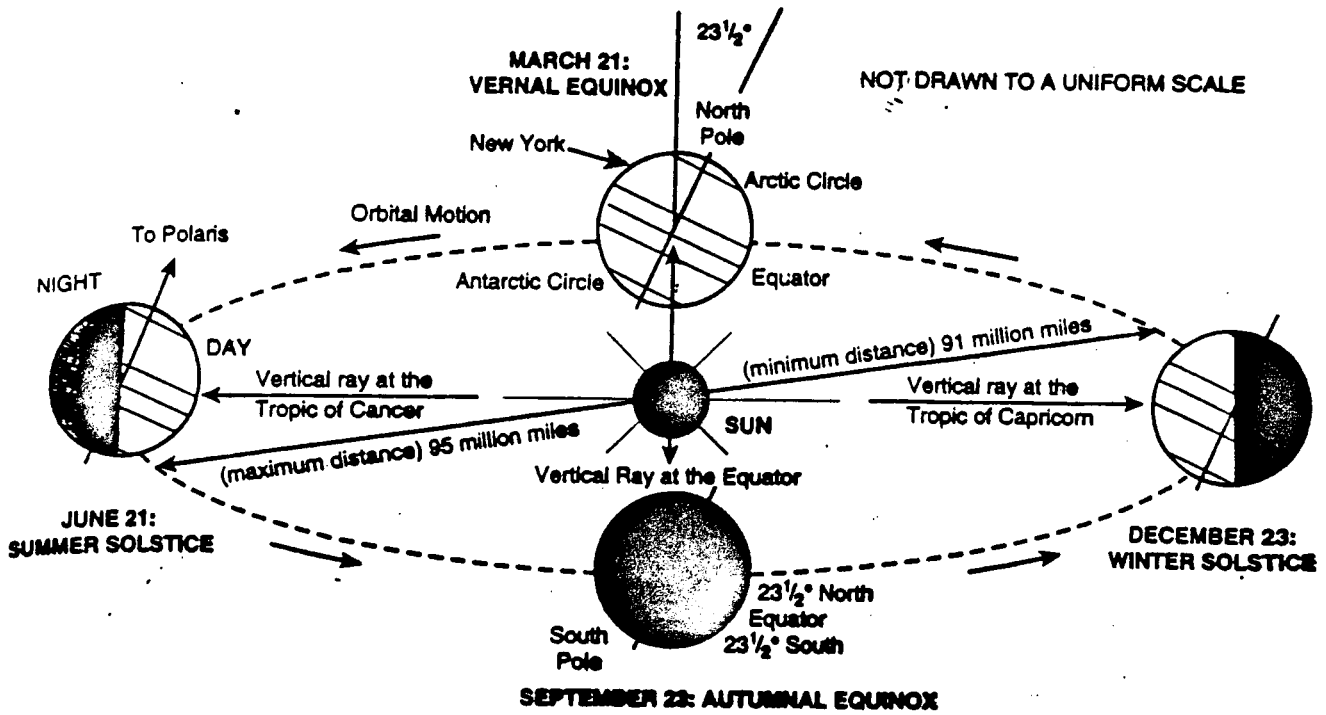 23½°
MARCH 21:
VERNAL EQUINOX
NOT DRAWN TO A UNIFORM SCALE
North
Pole
New York
Arctic Circle
Orbital Motion
To Polaris
NIGHT
Antarctic Circle
Equator
DAY
(minimum distance) 91 million miles
Vertical ray at the
Tropic of Cancer
Vertical ray at the
Tropic of Capricorn
SUN
(maximum distance) 95 million miles
Vertical Ray at the Equator
JUNE 21:
SUMMER SOLSTICE
DECEMBER 23:
WINTER SOLSTICE
23½° North
Equator
23½° South
South
Pole
SEPTEMBER 23: AUTUMNAL EQUINOX